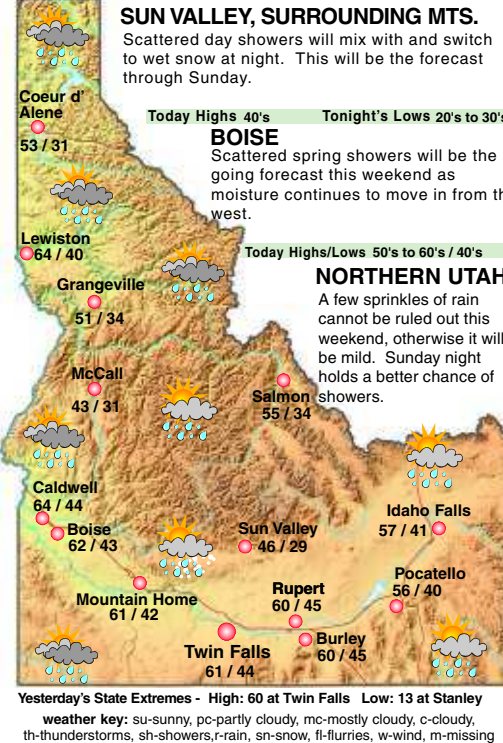 SUN VALLEY, SURROUNDING MTS.
Scattered day showers will mix with and switch
to wet snow at night. This will be the forecast
through Sunday.
Today Highs 40's Tonight's Lows 20's to 30's
BOISE
Scattered spring showers will be the
going forecast this weekend as
moisture continues to move in from th
west.
Today Highs/Lows 50's to 60's / 40's
NORTHERN UTAH
A few sprinkles of rain
cannot be ruled out this
weekend, otherwise it will
be mild. Sunday night
holds a better chance of
showers.
Coeur d'
Alene
53 / 31
Lewiston
64 / 40
Grangeville
51 / 34
McCall
43 / 31
Salmon
55 / 34
Caldwell
64 / 44
Boise
62 / 43
Sun Valley
46 / 29
Idaho Falls
57 / 41
Mountain Home
61 / 42
Rupert
60 / 45
Pocatello
56 / 40
Twin Falls
61 / 44
Burley
60 / 45
Yesterday's State Extremes - High: 60 at Twin Falls Low: 13 at Stanley
weather key: su-sunny, pc-partly cloudy, mc-mostly cloudy, c-cloudy,
th-thunderstorms, sh-showers,r-rain, sn-snow, fl-flurries, w-wind, m-missing